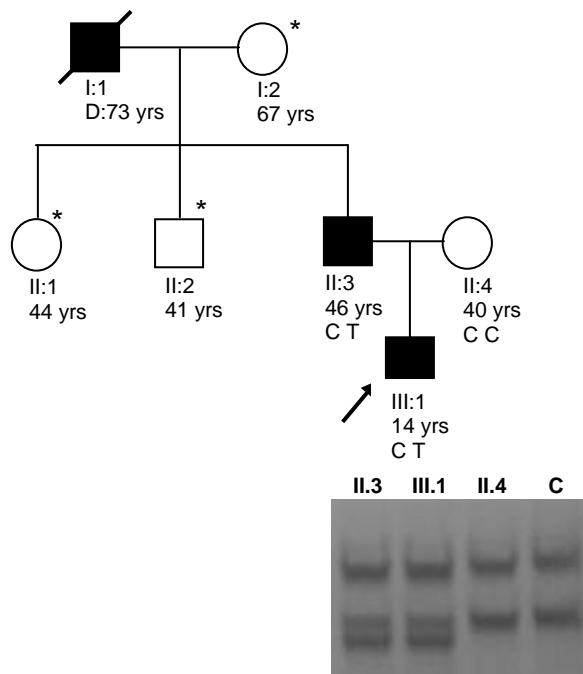 *
I:1
D:73 yrs
I:2
67 yrs
*
*
II:1
44 yrs
II:2
41 yrs
II:3
46 yrs
C T
II:4
40 yrs
C C
III:1
14 yrs
C T
II.3 III.1 II.4 C